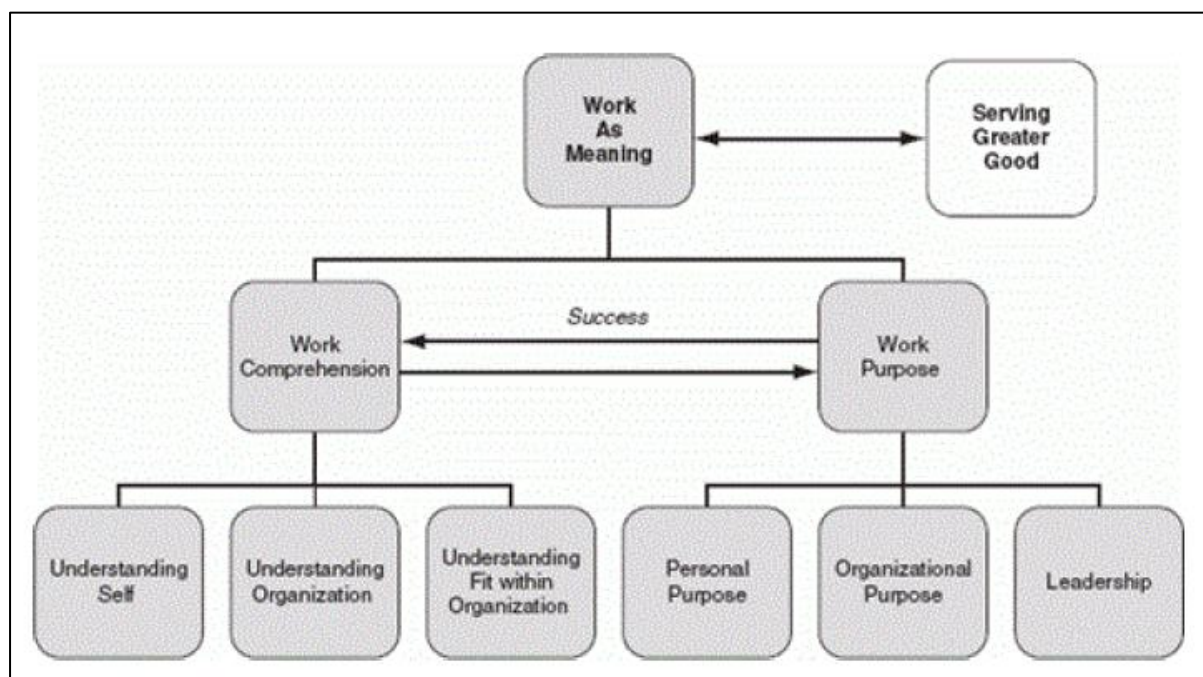 Work
As
Meaning
Serving
Greater
Good
Success
Work
Comprehension
Work
Purpose
Understanding
Self
Understanding
Organization
Understanding
Fit within
Organization
Personal
Purpose
Organizational
Purpose
Leadership